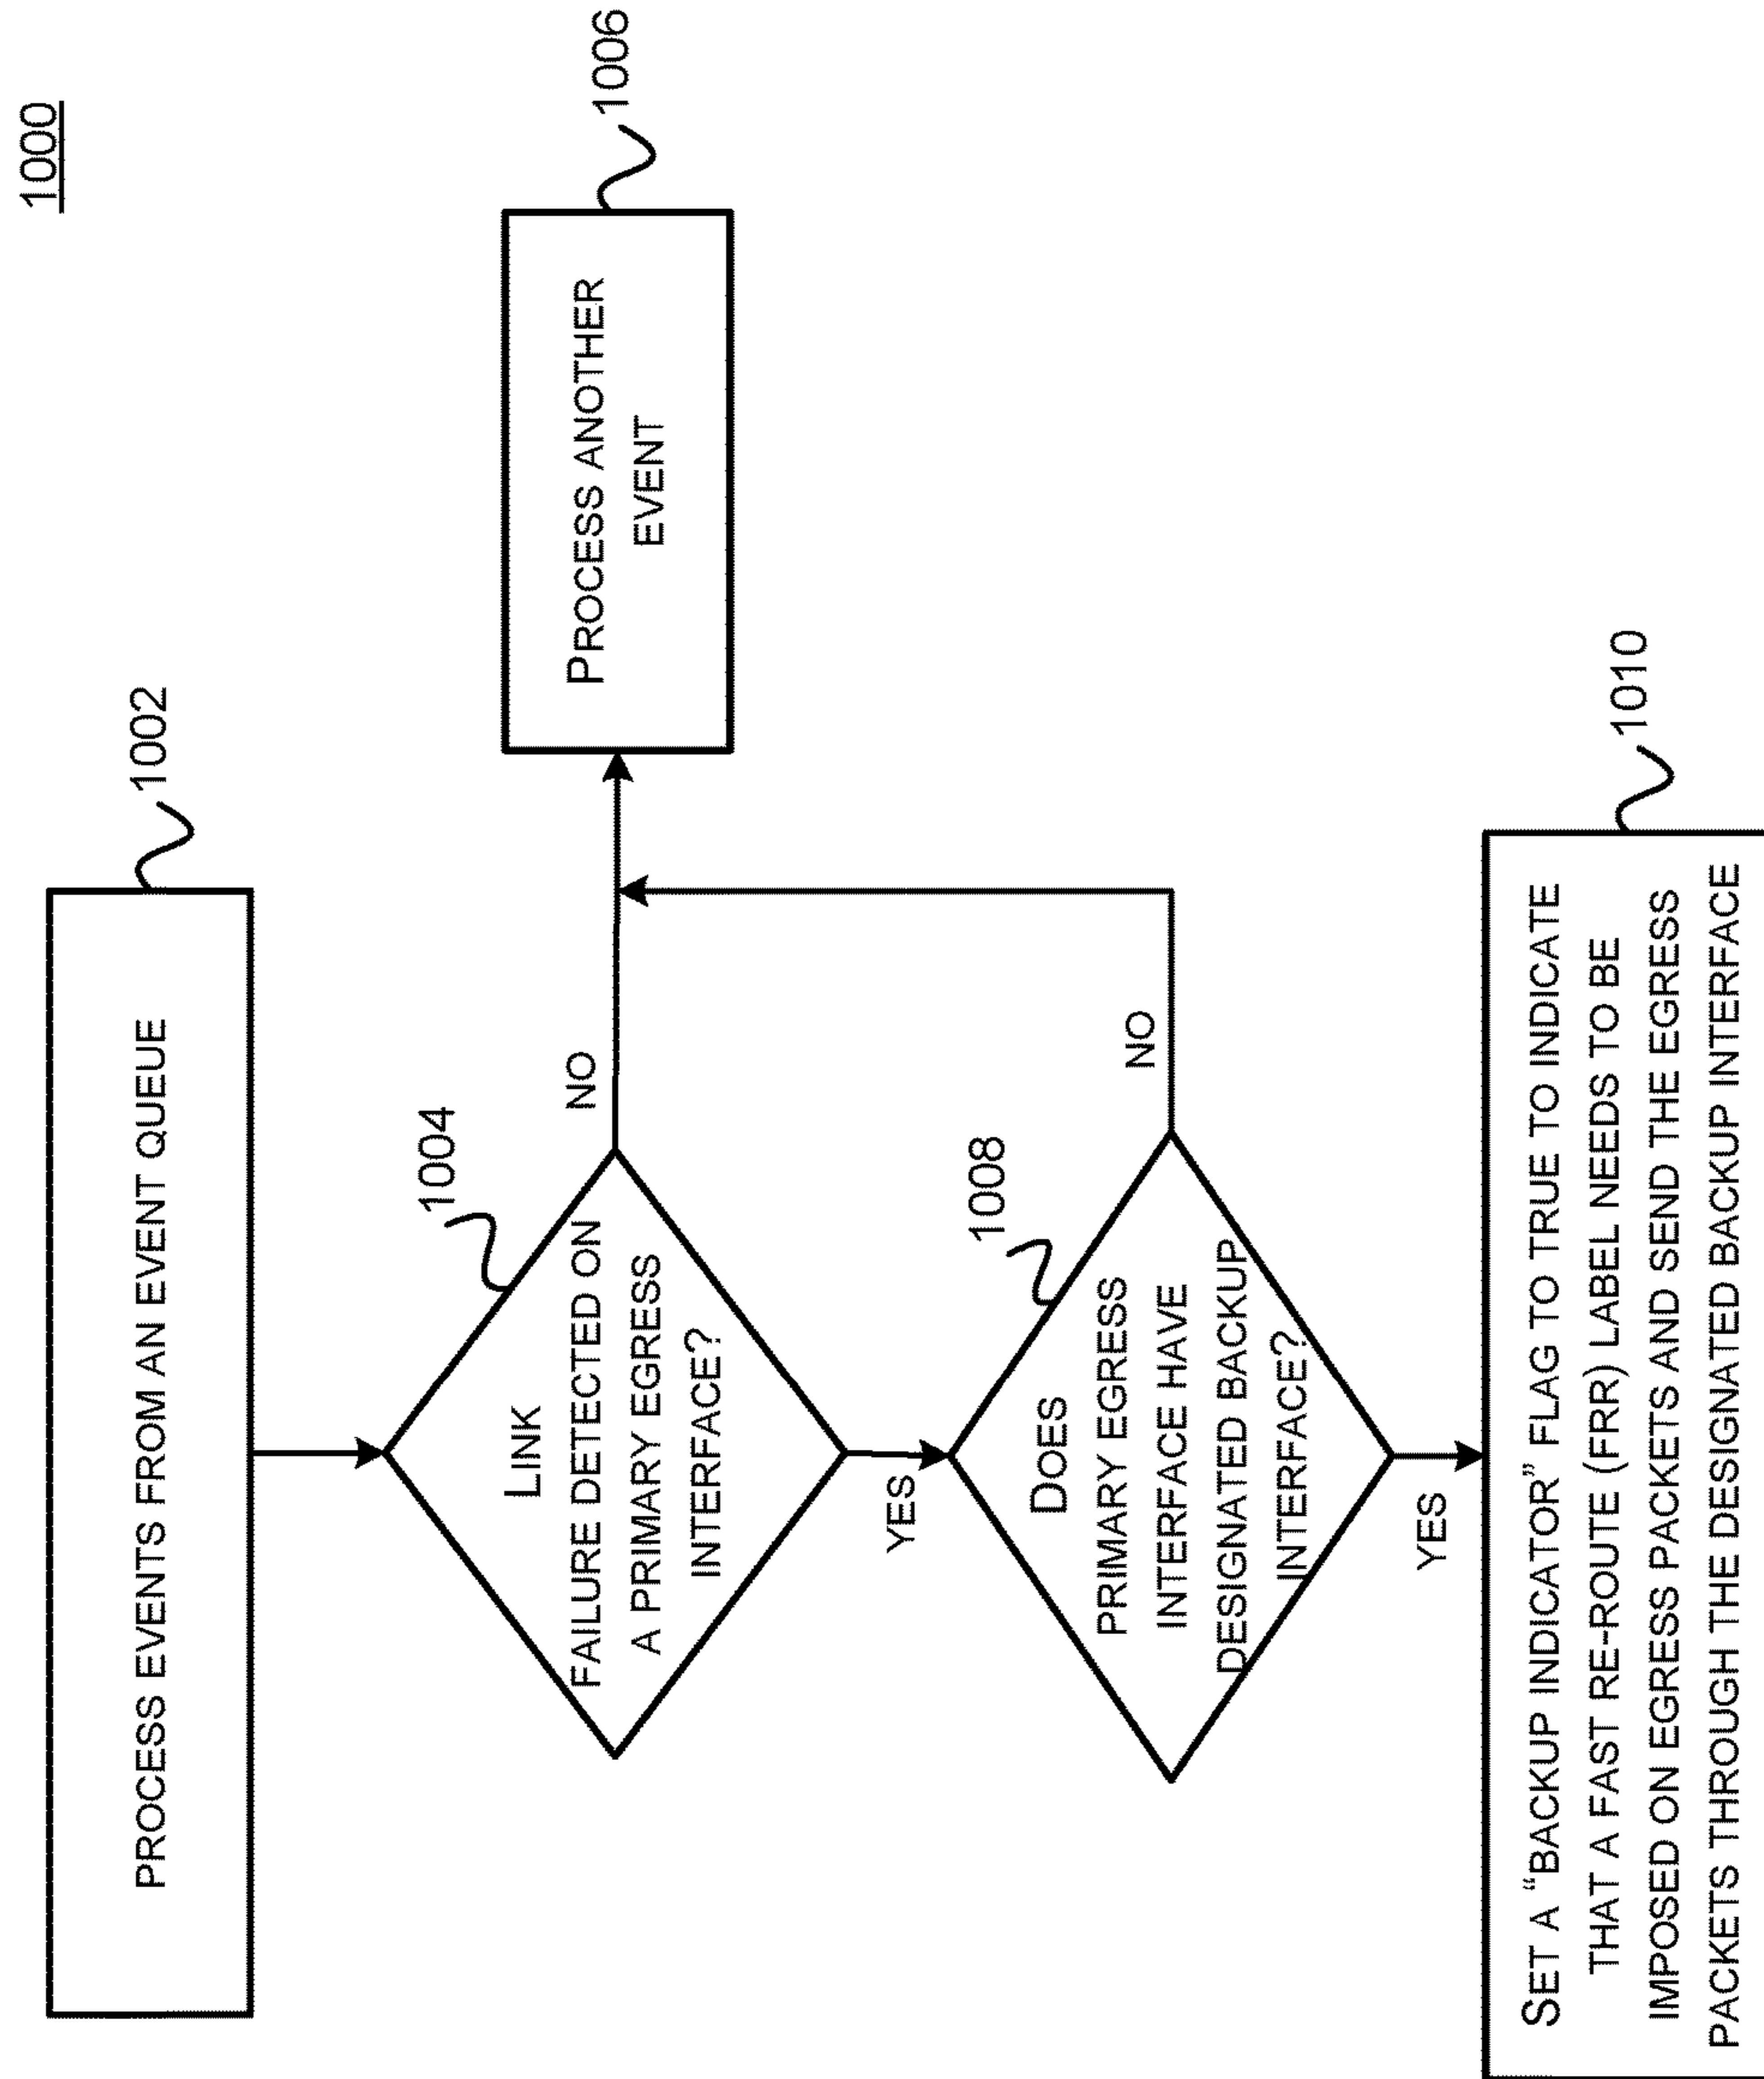 1000
PROCESS EVENTS FROM AN EVENT QUEUE
1002
LINK
FAILURE DETECTED ON
A PRIMARY EGRESS
INTERFACE?
1004
NO
YES
PROCESS ANOTHER
EVENT
1006
DOES
PRIMARY EGRESS
INTERFACE HAVE
DESIGNATED BACKUP
INTERFACE?
1008
NO
YES
SET A “BACKUP INDICATOR” FLAG TO TRUE TO INDICATE
THAT A FAST RE-ROUTE (FRR) LABEL NEEDS TO BE
IMPOSED ON EGRESS PACKETS AND SEND THE EGRESS
PACKETS THROUGH THE DESIGNATED BACKUP INTERFACE
1010